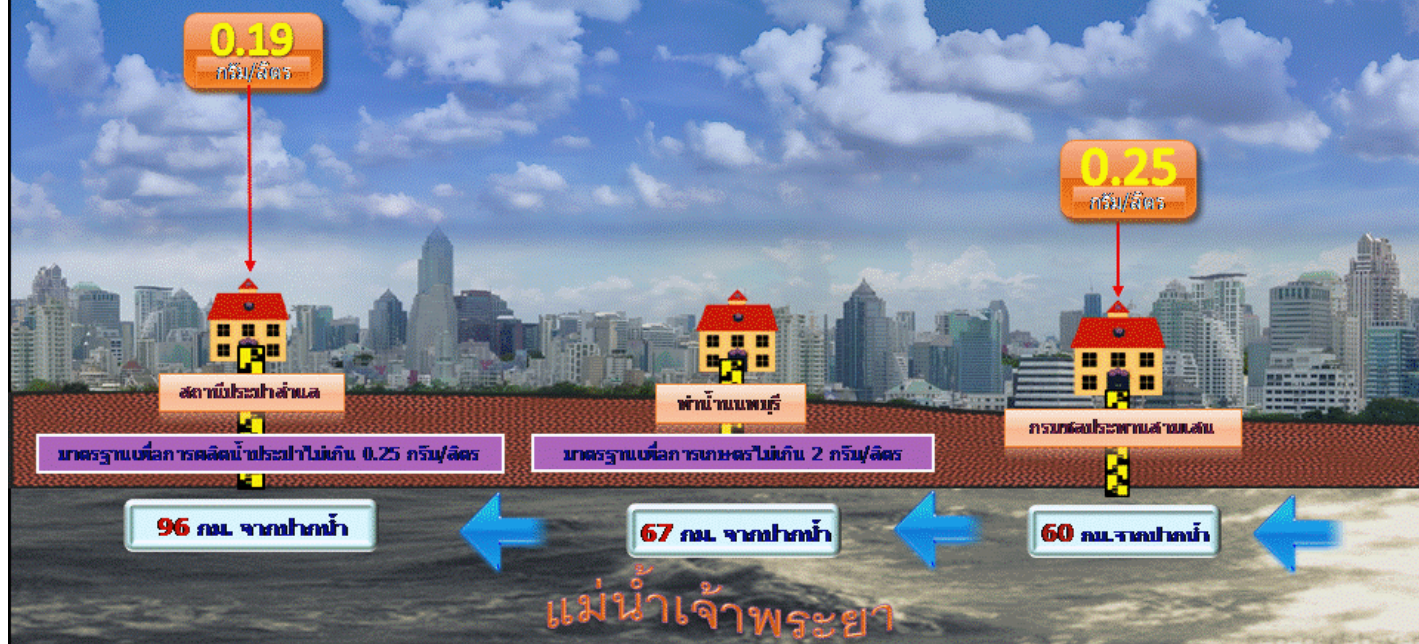 0.19
กรัม/ลิตร
0.25
กรัม/ลิตร
สถานีประปาสำแล
ท่าน้ำนนทบุรี
กรมชลประทานสามเสน
มาตรฐานเพื่อการผลิตน้ำประปาไม่เกิน 0.25 กรัม/ลิตร
มาตรฐานเพื่อการเกษตรไม่เกิน 2 กรัม/ลิตร
96 กม. จากปากน้ำ
67 กม. จากปากน้ำ
60 กม.จากปากน้ำ
แม่น้ำเจ้าพระยา